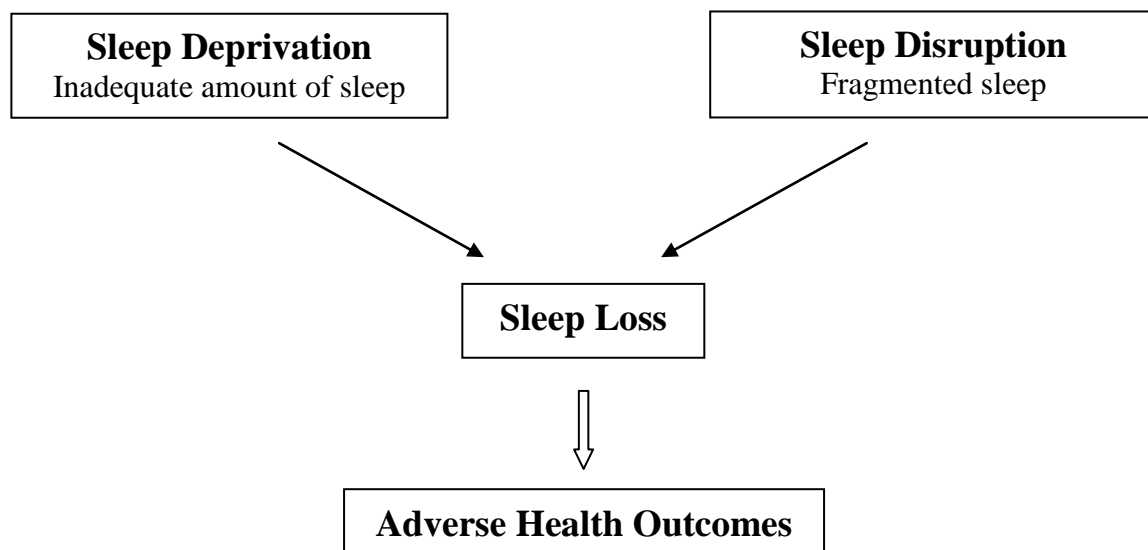 Sleep Deprivation
Inadequate amount of sleep
Sleep Disruption
Fragmented sleep
Sleep Loss
Adverse Health Outcomes